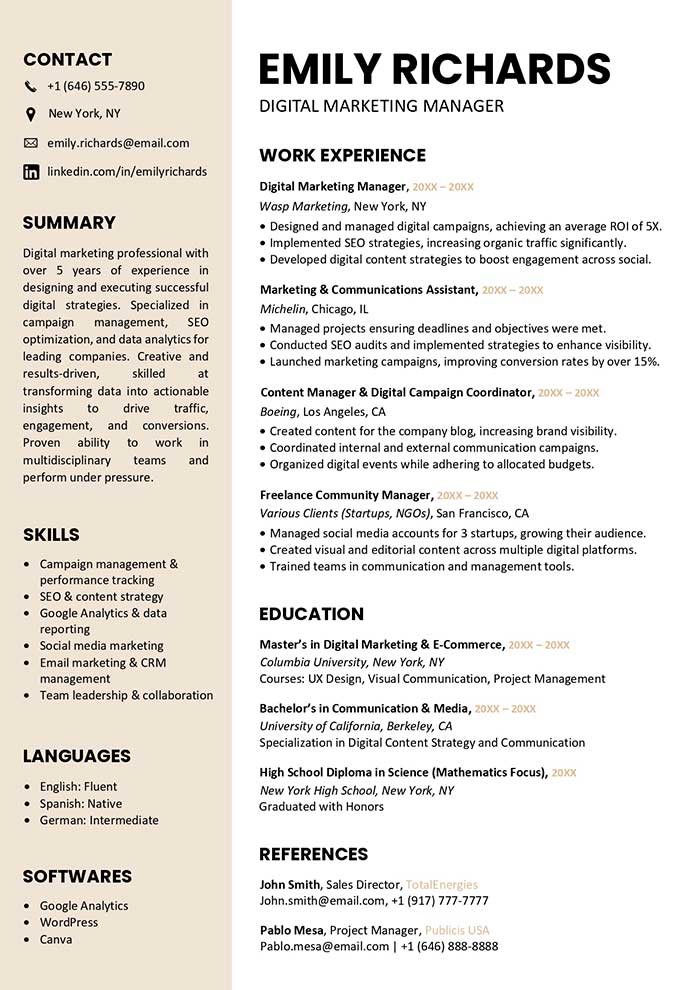 CONTACT
+1 (646) 555-7890
New York, NY
emily.richards@email.com
linkedin.com/in/emilyrichards
SUMMARY
Digital marketing professional with
over 5 years of experience in
designing and executing successful
digital strategies. Specialized in
campaign management, SEO
optimization, and data analytics for
leading companies. Creative and
results-driven, skilled at
transforming data into actionable
insights to drive traffic,
engagement, and conversions.
Proven ability to work in
multidisciplinary teams and
perform under pressure.
SKILLS
• Campaign management &
performance tracking
• SEO & content strategy
• Google Analytics & data
reporting
• Social media marketing
• Email marketing & CRM
management
• Team leadership & collaboration
LANGUAGES
• English: Fluent
• Spanish: Native
• German: Intermediate
SOFTWARES
• Google Analytics
• WordPress
• Canva
EMILY RICHARDS
DIGITAL MARKETING MANAGER
WORK EXPERIENCE
Digital Marketing Manager, 20XX – 20XX
Wasp Marketing, New York, NY
• Designed and managed digital campaigns, achieving an average ROI of 5X.
• Implemented SEO strategies, increasing organic traffic significantly.
• Developed digital content strategies to boost engagement across social.
Marketing & Communications Assistant, 20XX – 20XX
Michelin, Chicago, IL
• Managed projects ensuring deadlines and objectives were met.
• Conducted SEO audits and implemented strategies to enhance visibility.
• Launched marketing campaigns, improving conversion rates by over 15%.
Content Manager & Digital Campaign Coordinator, 20XX – 20XX
Boeing, Los Angeles, CA
• Created content for the company blog, increasing brand visibility.
• Coordinated internal and external communication campaigns.
• Organized digital events while adhering to allocated budgets.
Freelance Community Manager, 20XX – 20XX
Various Clients (Startups, NGOs), San Francisco, CA
• Managed social media accounts for 3 startups, growing their audience.
• Created visual and editorial content across multiple digital platforms.
• Trained teams in communication and management tools.
EDUCATION
Master's in Digital Marketing & E-Commerce, 20XX – 20XX
Columbia University, New York, NY
Courses: UX Design, Visual Communication, Project Management
Bachelor's in Communication & Media, 20XX – 20XX
University of California, Berkeley, CA
Specialization in Digital Content Strategy and Communication
High School Diploma in Science (Mathematics Focus), 20XX
New York High School, New York, NY
Graduated with Honors
REFERENCES
John Smith, Sales Director, TotalEnergies
John.smith@email.com, +1 (917) 777-7777
Pablo Mesa, Project Manager, Publicis USA
Pablo.mesa@email.com | +1 (646) 888-8888